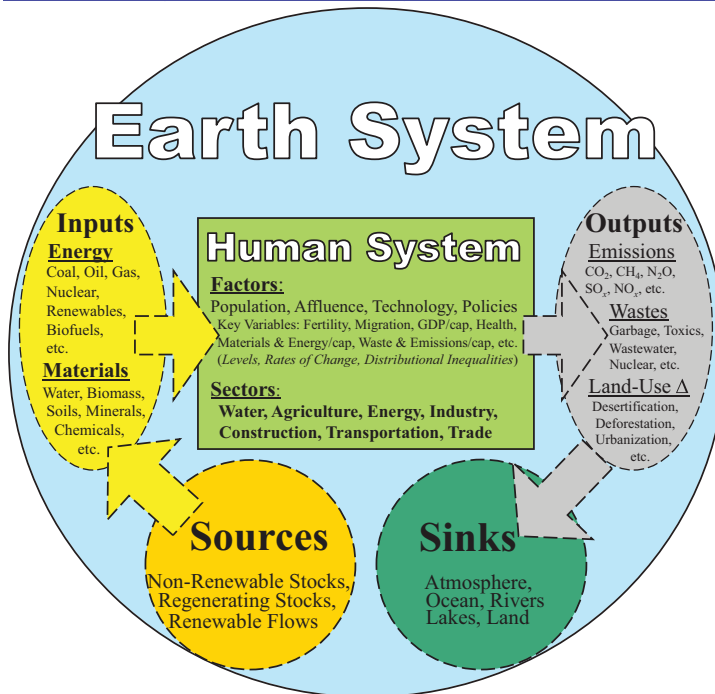 Earth System
Inputs
Energy
Coal, Oil, Gas,
Nuclear,
Renewables,
Biofuels,
etc.
Materials
Water, Biomass,
Soils, Minerals,
Chemicals,
etc.
Human System
Factors:
Population, Affluence, Technology, Policies
Key Variables: Fertility, Migration, GDP/cap, Health,
Materials & Energy/cap, Waste & Emissions/cap, etc.
(Levels, Rates of Change, Distributional Inequalities)
Sectors:
Water, Agriculture, Energy, Industry,
Construction, Transportation, Trade
Outputs
Emissions
CO₂, CH₄, N₂O,
SOₓ, NOₓ, etc.
Wastes
Garbage, Toxics,
Wastewater,
Nuclear, etc.
Land-Use Δ
Desertification,
Deforestation,
Urbanization,
etc.
Sources
Non-Renewable Stocks,
Regenerating Stocks,
Renewable Flows
Sinks
Atmosphere,
Ocean, Rivers
Lakes, Land